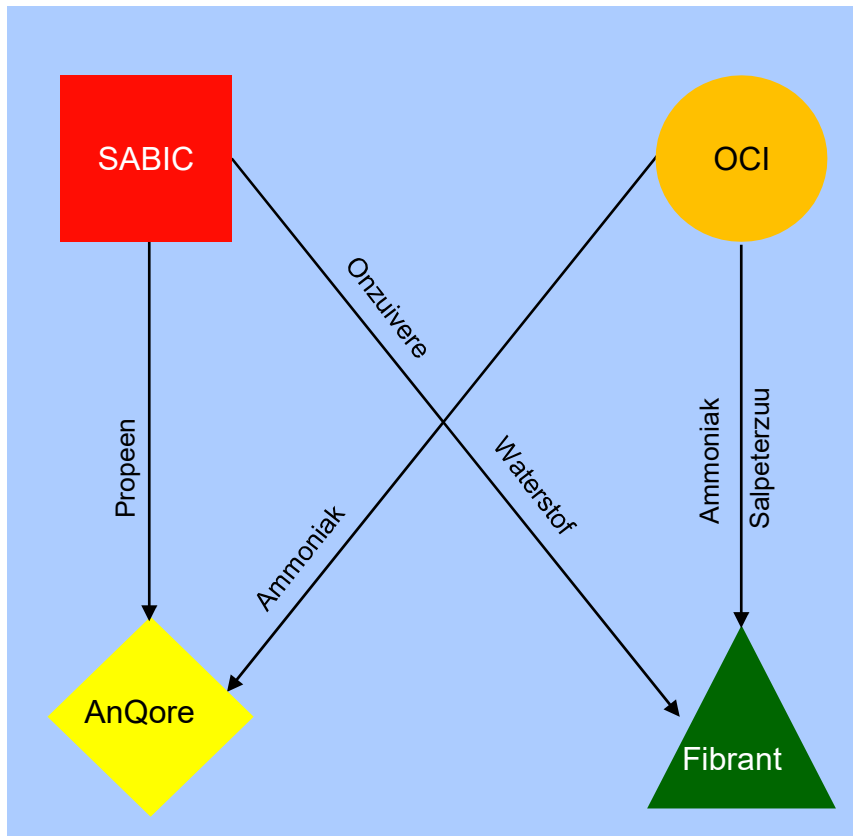 SABIC
OCI
Onzuivere
Waterstof
Propeen
Ammoniak
Ammoniak
Salpeterzuu
AnQore
Fibrant